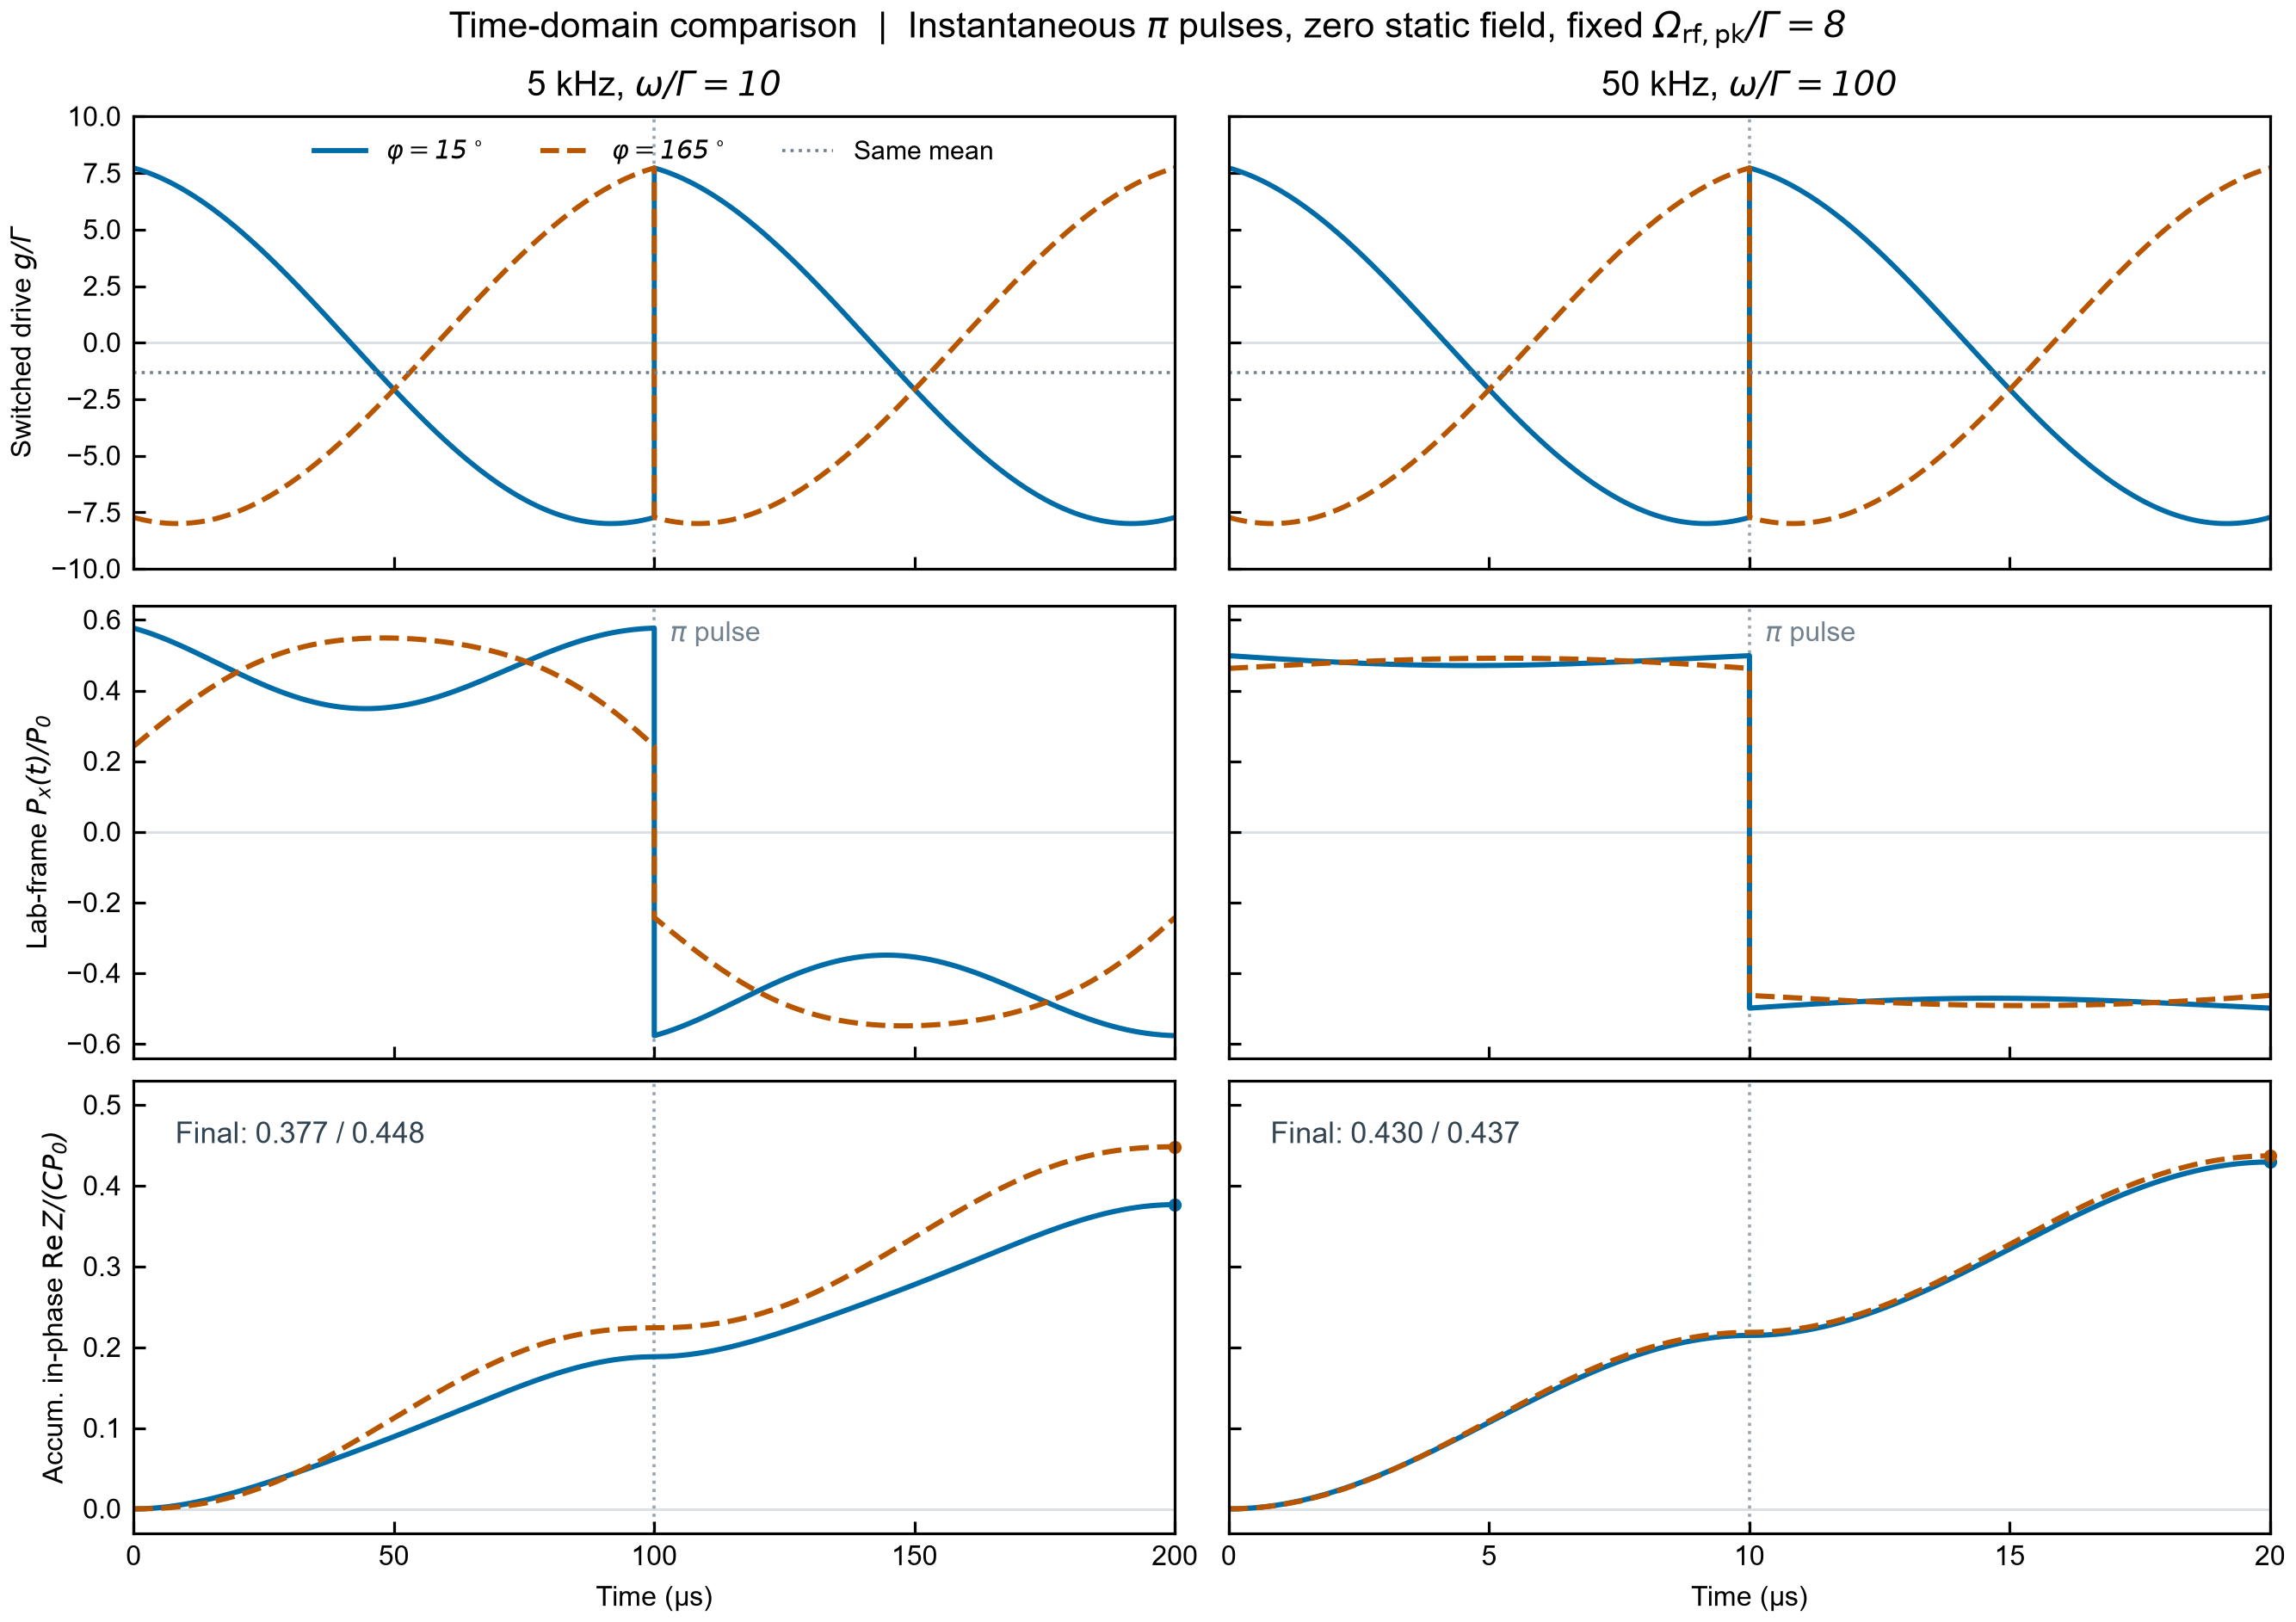 Time-domain comparison | Instantaneous π pulses, zero static field, fixed Ω_rf, pk/Γ = 8
5 kHz, ω/Γ = 10
50 kHz, ω/Γ = 100
Switched drive g/Γ
10.0
7.5
5.0
2.5
0.0
−2.5
−5.0
−7.5
−10.0
φ = 15°
φ = 165°
Same mean
Lab-frame Pₓ(t)/P₀
0.6
0.4
0.2
0.0
−0.2
−0.4
−0.6
π pulse
π pulse
Accum. in-phase Re Z/(CP₀)
0.5
0.4
0.3
0.2
0.1
0.0
Final: 0.377 / 0.448
Final: 0.430 / 0.437
0 50 100 150 200
0 5 10 15 20
Time (µs)
Time (µs)